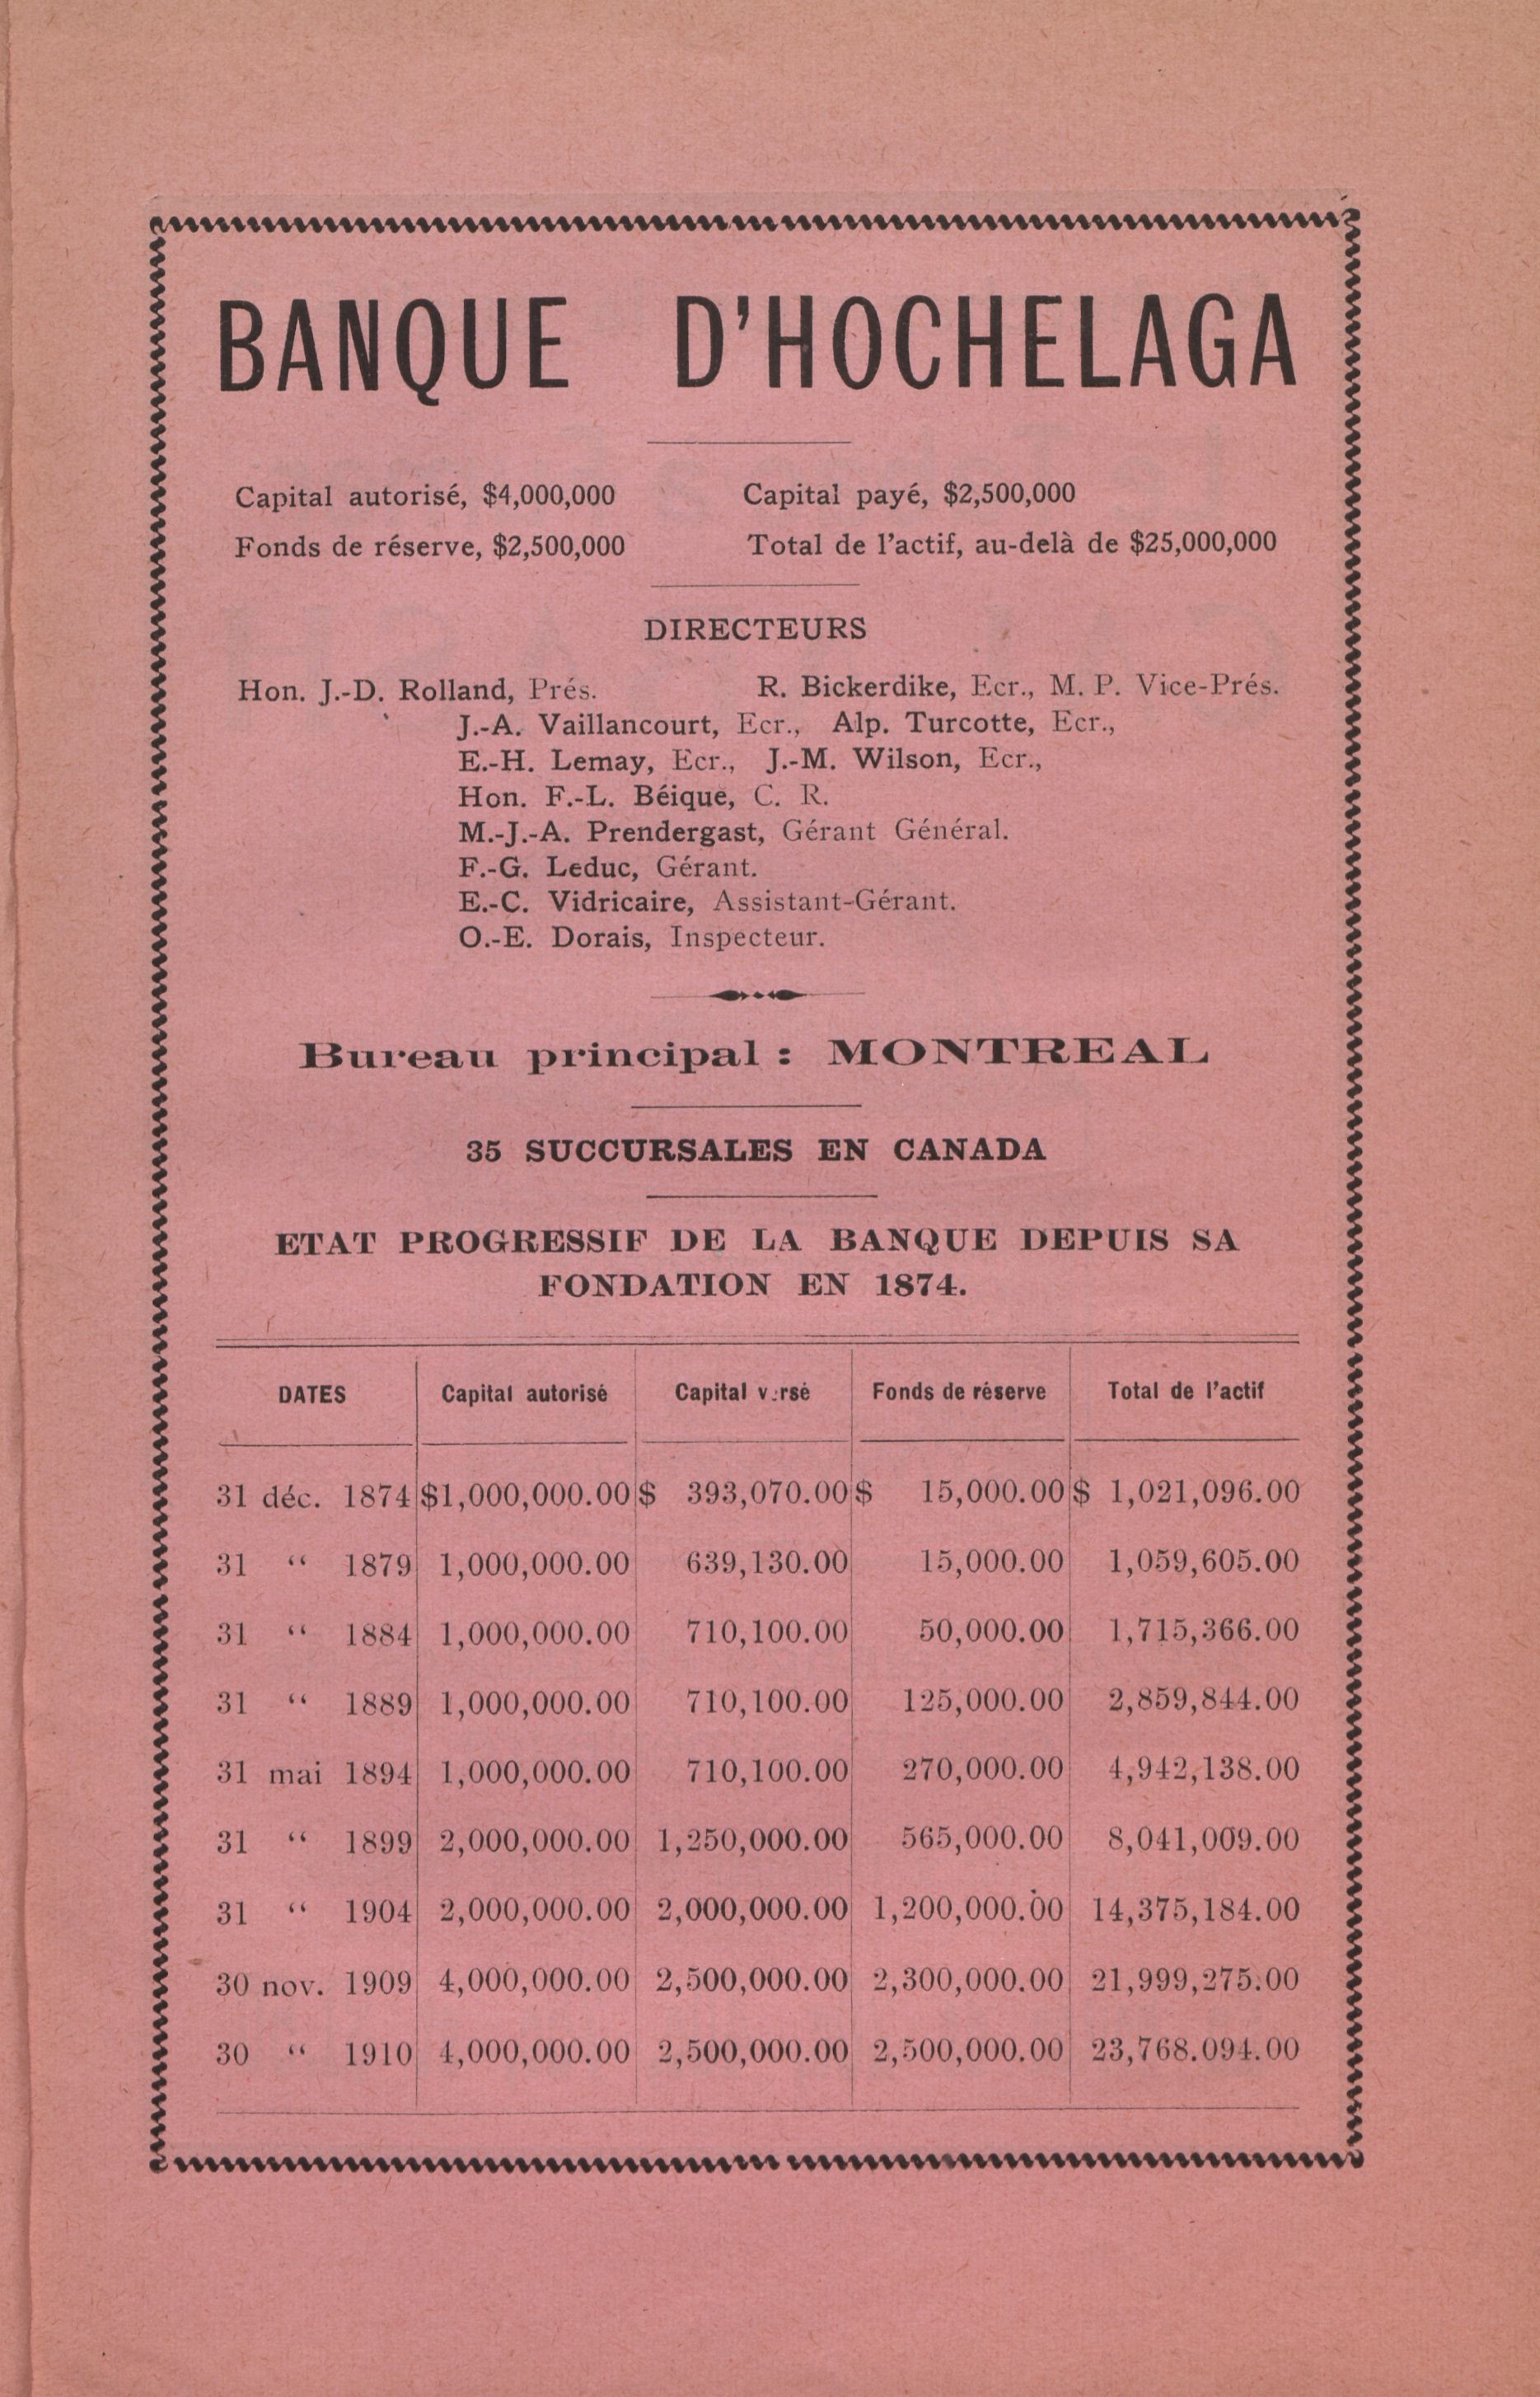 BANQUE D'HOCHELAGA
Capital autorisé, $4,000,000 Capital payé, $2,500,000
Fonds de réserve, $2,500,000 Total de l'actif, au-delà de $25,000,000
DIRECTEURS
Hon. J.-D. Rolland, Prés. R. Bickerdike, Ecr., M. P. Vice-Prés.
J.-A. Vaillancourt, Ecr., Alp. Turcotte, Ecr.,
E.-H. Lemay, Ecr., J.-M. Wilson, Ecr.,
Hon. F.-L. Béique, C. R.
M.-J.-A. Prendergast, Gérant Général.
F.-G. Leduc, Gérant.
E.-C. Vidricaire, Assistant-Gérant.
O.-E. Dorais, Inspecteur.
Bureau principal : MONTREAL
35 SUCCURSALES EN CANADA
ETAT PROGRESSIF DE LA BANQUE DEPUIS SA
FONDATION EN 1874.
DATES Capital autorisé Capital versé Fonds de réserve Total de l'actif
31 déc. 1874 $1,000,000.00 $ 393,070.00 $ 15,000.00 $ 1,021,096.00
31 " 1879 1,000,000.00 639,130.00 15,000.00 1,059,605.00
31 " 1884 1,000,000.00 710,100.00 50,000.00 1,715,366.00
31 " 1889 1,000,000.00 710,100.00 125,000.00 2,859,844.00
31 mai 1894 1,000,000.00 710,100.00 270,000.00 4,942,138.00
31 " 1899 2,000,000.00 1,250,000.00 565,000.00 8,041,009.00
31 " 1904 2,000,000.00 2,000,000.00 1,200,000.00 14,375,184.00
30 nov. 1909 4,000,000.00 2,500,000.00 2,300,000.00 21,999,275.00
30 " 1910 4,000,000.00 2,500,000.00 2,500,000.00 23,768.094.00